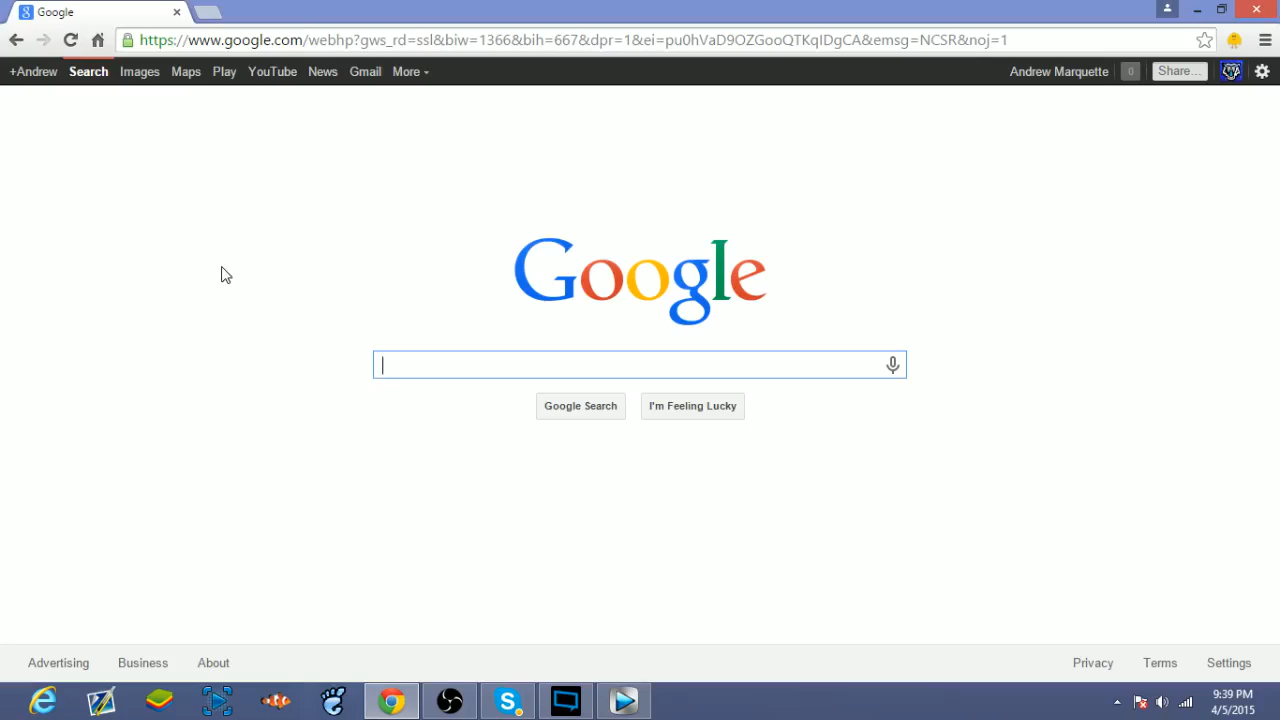 Google
https://www.google.com/webhp?gws_rd=ssl&biw=1366&bih=667&dpr=1&ei=pu0hVaD9OZGooQTKqIDgCA&emsg=NCSR&noj=1
+Andrew Search Images Maps Play YouTube News Gmail More Andrew Marquette 0 Share...
Google
Google Search I'm Feeling Lucky
Advertising Business About Privacy Terms Settings
9:39 PM
4/5/2015